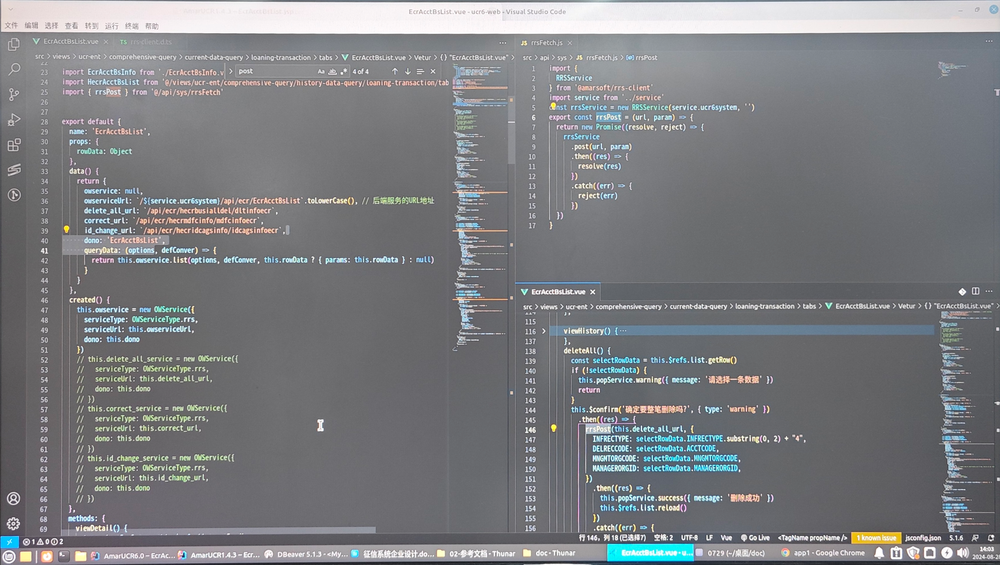 AmarUCR1.4.3 – EcrAcctBsList.jsp
EcrAcctBsList.vue - ucr6-web - Visual Studio Code
文件 编辑 选择 查看 转到 运行 终端 帮助
EcrAcctBsList.vue ×
TS rrs-client.d.ts
···
src > views > ucr-ent > comprehensive-query > current-data-query > loaning-transaction > tabs > EcrAcctBsList.vue > Vetur > {} "EcrAcctBsList.vue" >
> post Aa ab .* 4 of 4 ↑ ↓ ×
22
23 import EcrAcctBsInfo from './EcrAcctBsInfo.v
24 import HecrAcctBsList from '@/views/ucr-ent/comprehensive-query/history-data-query/loaning-transaction/tab
25 import { rrsPost } from '@/api/sys/rrsFetch'
26
27
28 export default {
29 name: 'EcrAcctBsList',
30 props: {
31 rowData: Object
32 },
33 data() {
34 return {
35 owservice: null,
36 owserviceUrl: `/${service.ucr6system}/api/ecr/EcrAcctBsList`.toLowerCase(), // 后端服务的URL地址
37 delete_all_url: `/api/ecr/hecrbusialldel/dltinfoecr`,
38 correct_url: `/api/ecr/hecrmdfcinfo/mdfcinfoecr`,
39 id_change_url: `/api/ecr/hecridcagsinfo/idcagsinfoecr`,
40 dono: 'EcrAcctBsList',
41 queryData: (options, defConver) => {
42 return this.owservice.list(options, defConver, this.rowData ? { params: this.rowData } : null)
43 }
44 }
45 },
46 created() {
47 this.owservice = new OWService({
48 serviceType: OWServiceType.rrs,
49 serviceUrl: this.owserviceUrl,
50 dono: this.dono
51 })
52 // this.delete_all_service = new OWService({
53 // serviceType: OWServiceType.rrs,
54 // serviceUrl: this.delete_all_url,
55 // dono: this.dono
56 // })
57 // this.correct_service = new OWService({
58 // serviceType: OWServiceType.rrs,
59 // serviceUrl: this.correct_url,
60 // dono: this.dono
61 // })
62 // this.id_change_service = new OWService({
63 // serviceType: OWServiceType.rrs,
64 // serviceUrl: this.id_change_url,
65 // dono: this.dono
66 // })
67 },
68 methods: {
69 viewDetail() {
JS rrsFetch.js ×
···
src > api > sys > JS rrsFetch.js > rrsPost
1 import {
2 RRSService
3 } from '@amarsoft/rrs-client'
4 import service from '../service'
5 const rrsService = new RRSService(service.ucr6system, '')
6 export const rrsPost = (url, param) => {
7 return new Promise((resolve, reject) => {
8 rrsService
9 .post(url, param)
10 .then((res) => {
11 resolve(res)
12 })
13 .catch((err) => {
14 reject(err)
15 })
16 })
17 }
EcrAcctBsList.vue ×
···
src > views > ucr-ent > comprehensive-query > current-data-query > loaning-transaction > tabs > EcrAcctBsList.vue > Vetur > {} "EcrAcctBsList.vue" >
114 },
115
116 > viewHistory() {···
137 },
138 deleteAll() {
139 const selectRowData = this.$refs.list.getRow()
140 if (!selectRowData) {
141 this.popService.warning({ message: '请选择一条数据' })
142 return
143 }
144 this.$confirm('确定要整笔删除吗?', { type: 'warning' })
145 .then((res) => {
146 rrsPost(this.delete_all_url, {
147 INFRECTYPE: selectRowData.INFRECTYPE.substring(0, 2) + "4",
148 DELRECCODE: selectRowData.ACCTCODE,
149 MNGMTORGCODE: selectRowData.MNGMTORGCODE,
150 MANAGERORGID: selectRowData.MANAGERORGID,
151 })
152 .then((res) => {
153 this.popService.success({ message: '删除成功' })
154 this.$refs.list.reload()
155 })
156 .catch((err) => {
1 0 2
行 146，列 18 (已选择7) 空格: 2 UTF-8 LF Vue Go Live <TagName propName /> 1 known issue jsconfig.json 5.1.6
AmarUCR6.0 – EcrAc...
AmarUCR1.4.3 – Ecr...
DBeaver 5.1.3 - <My...
征信系统企业设计.do...
02-参考文档 - Thunar
doc - Thunar
EcrAcctBsList.vue - u...
0729 (~/桌面/doc)
app1 - Google Chrome
14:03
2024-08-28